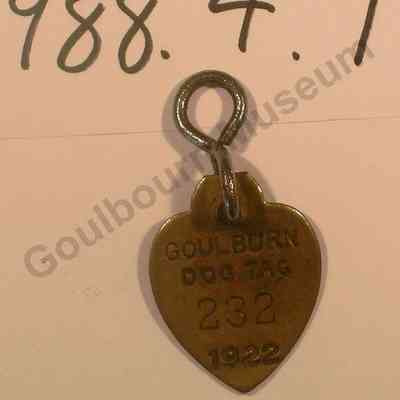 988.4.1
GOULBURN
DOG TAG
232
1922
Goulbourn Museum